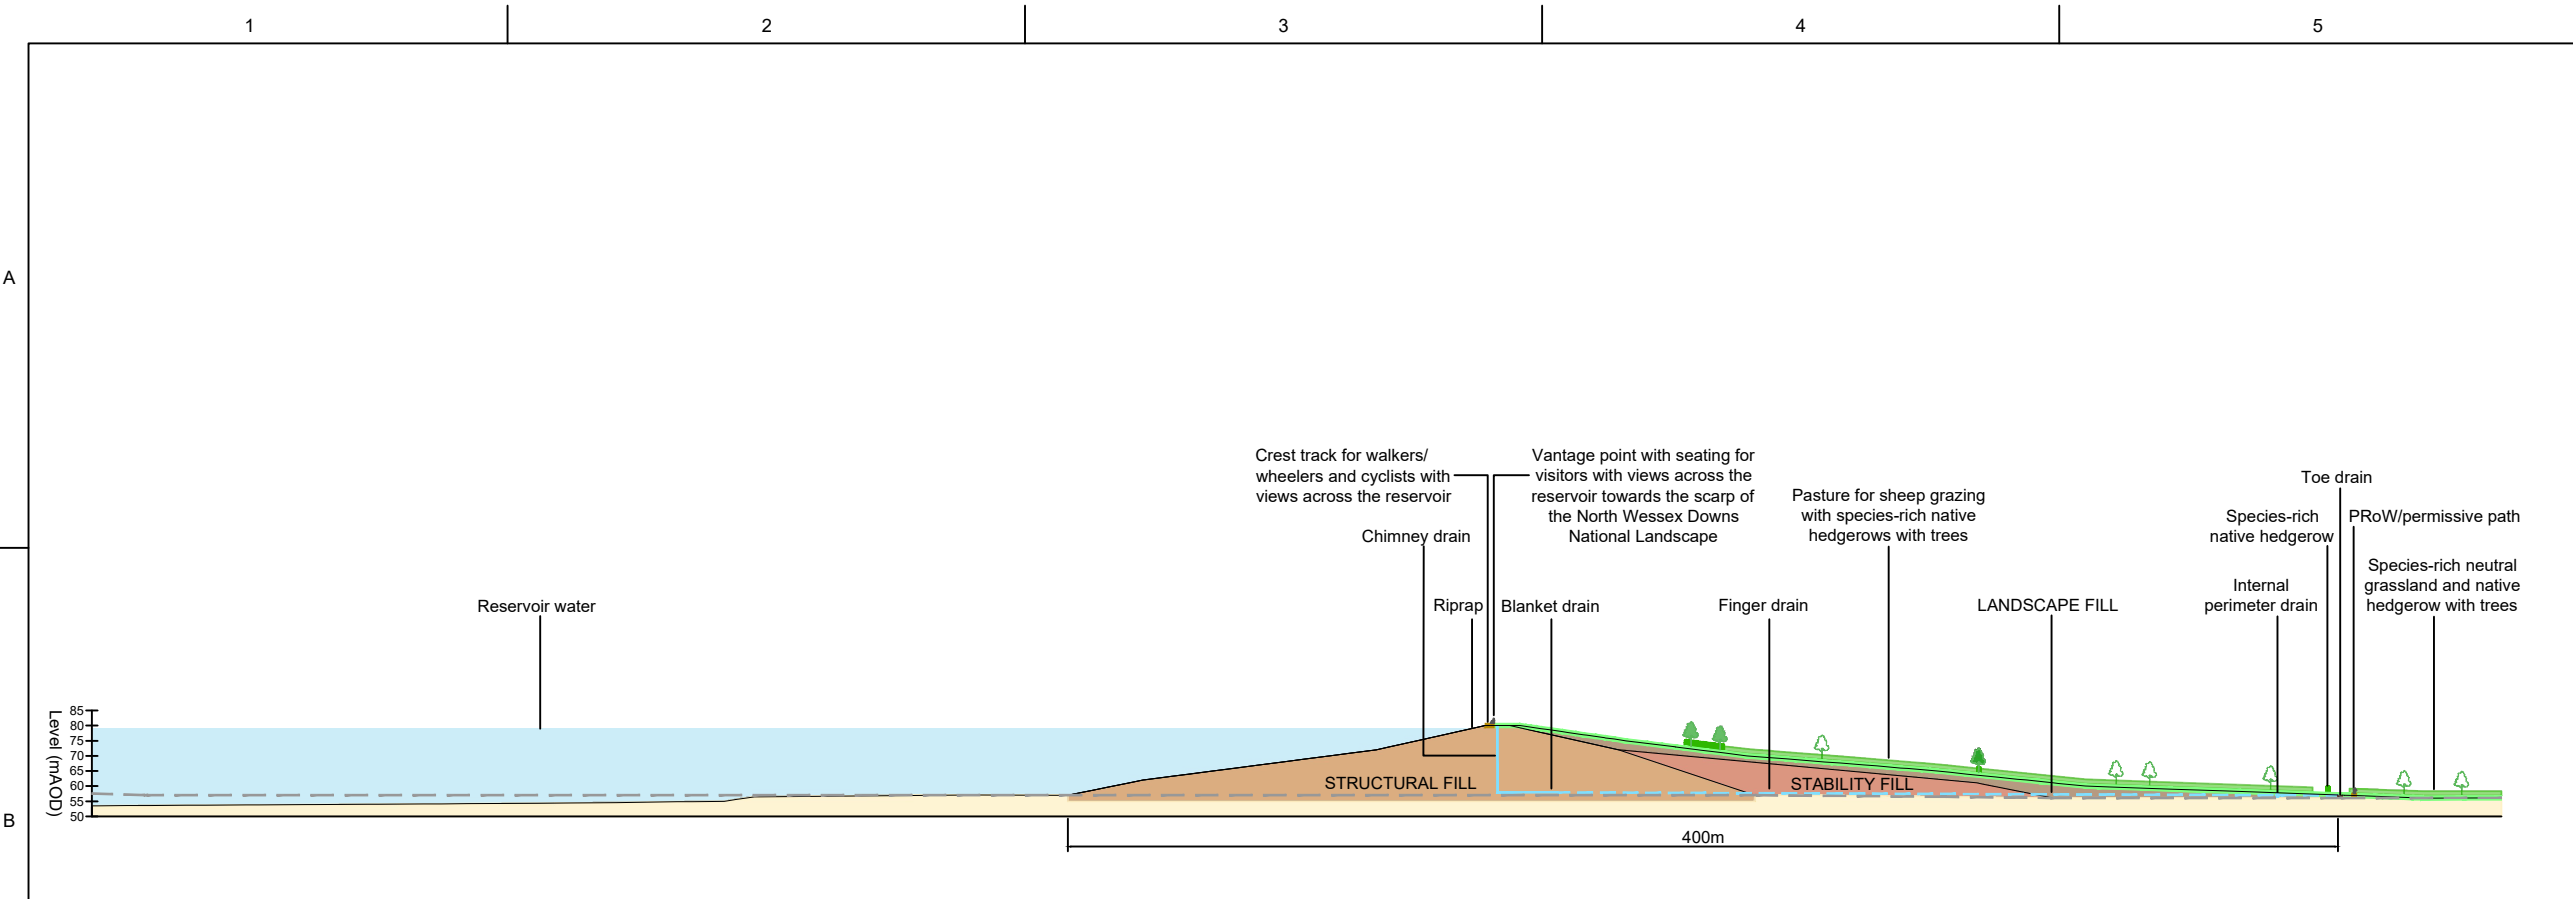 1
2
3
4
5
A
B
Crest track for walkers/
wheelers and cyclists with
views across the reservoir
Vantage point with seating for
visitors with views across the
reservoir towards the scarp of
the North Wessex Downs
National Landscape
Pasture for sheep grazing
with species-rich native
hedgerows with trees
Toe drain
Species-rich
native hedgerow
PRoW/permissive path
Chimney drain
Species-rich neutral
grassland and native
hedgerow with trees
Reservoir water
Riprap
Blanket drain
Finger drain
LANDSCAPE FILL
Internal
perimeter drain
Level (mAOD)
85
80
75
70
65
60
55
50
STRUCTURAL FILL
STABILITY FILL
400m